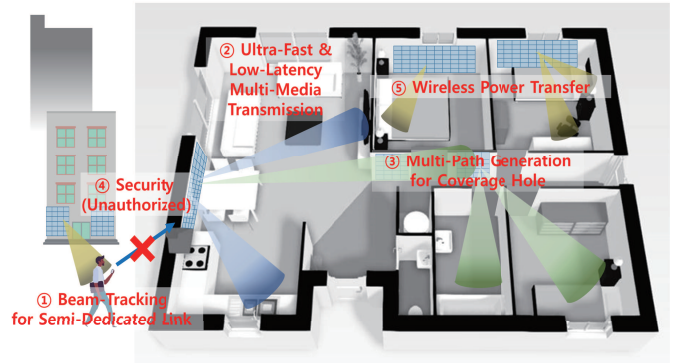 ② Ultra-Fast &
Low-Latency
Multi-Media
Transmission
⑤ Wireless Power Transfer
③ Multi-Path Generation
for Coverage Hole
④ Security
(Unauthorized)
① Beam-Tracking
for Semi-Dedicated Link